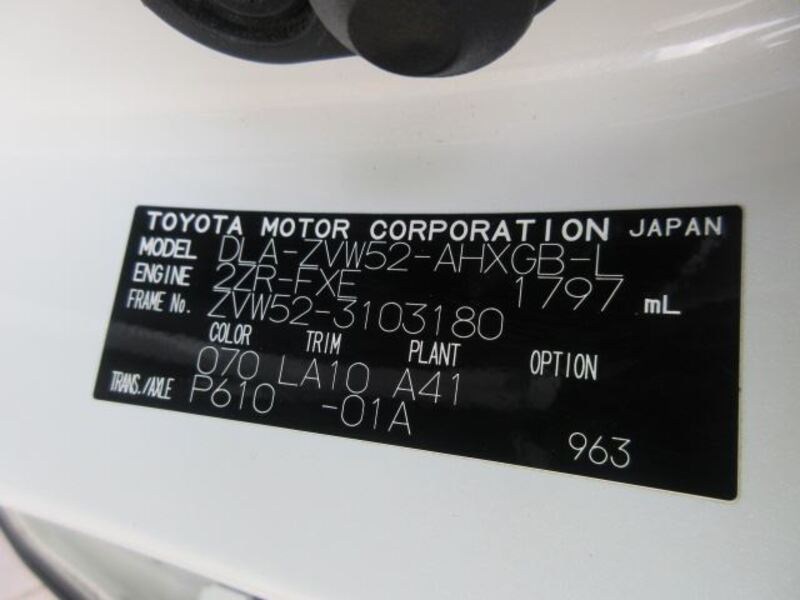 TOYOTA MOTOR CORPORATION JAPAN
MODEL DLA-ZVW52-AHXGB-L
ENGINE 2ZR-FXE 1797 mL
FRAME No. ZVW52-3103180
COLOR TRIM PLANT OPTION
070 LA10 A41
TRANS./AXLE P610 -01A
963